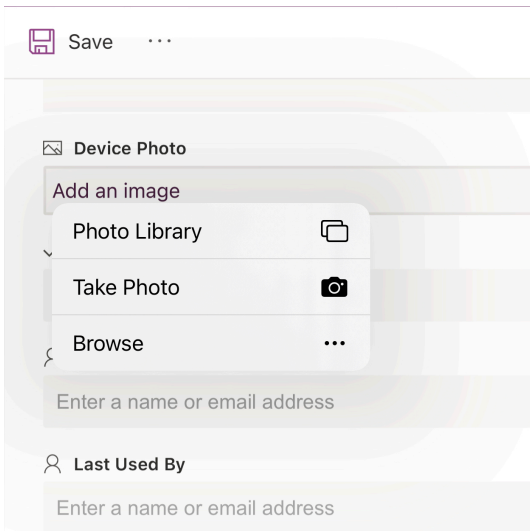 Save ...
Device Photo
Add an image
Photo Library
Take Photo
Browse
Enter a name or email address
Last Used By
Enter a name or email address